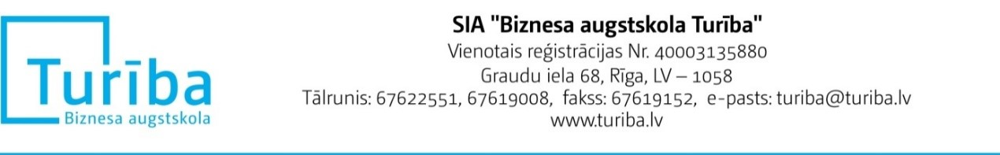 Turība
Biznesa augstskola
SIA "Biznesa augstskola Turība"
Vienotais reģistrācijas Nr. 40003135880
Graudu iela 68, Rīga, LV – 1058
Tālrunis: 67622551, 67619008, fakss: 67619152, e-pasts: turiba@turiba.lv
www.turiba.lv